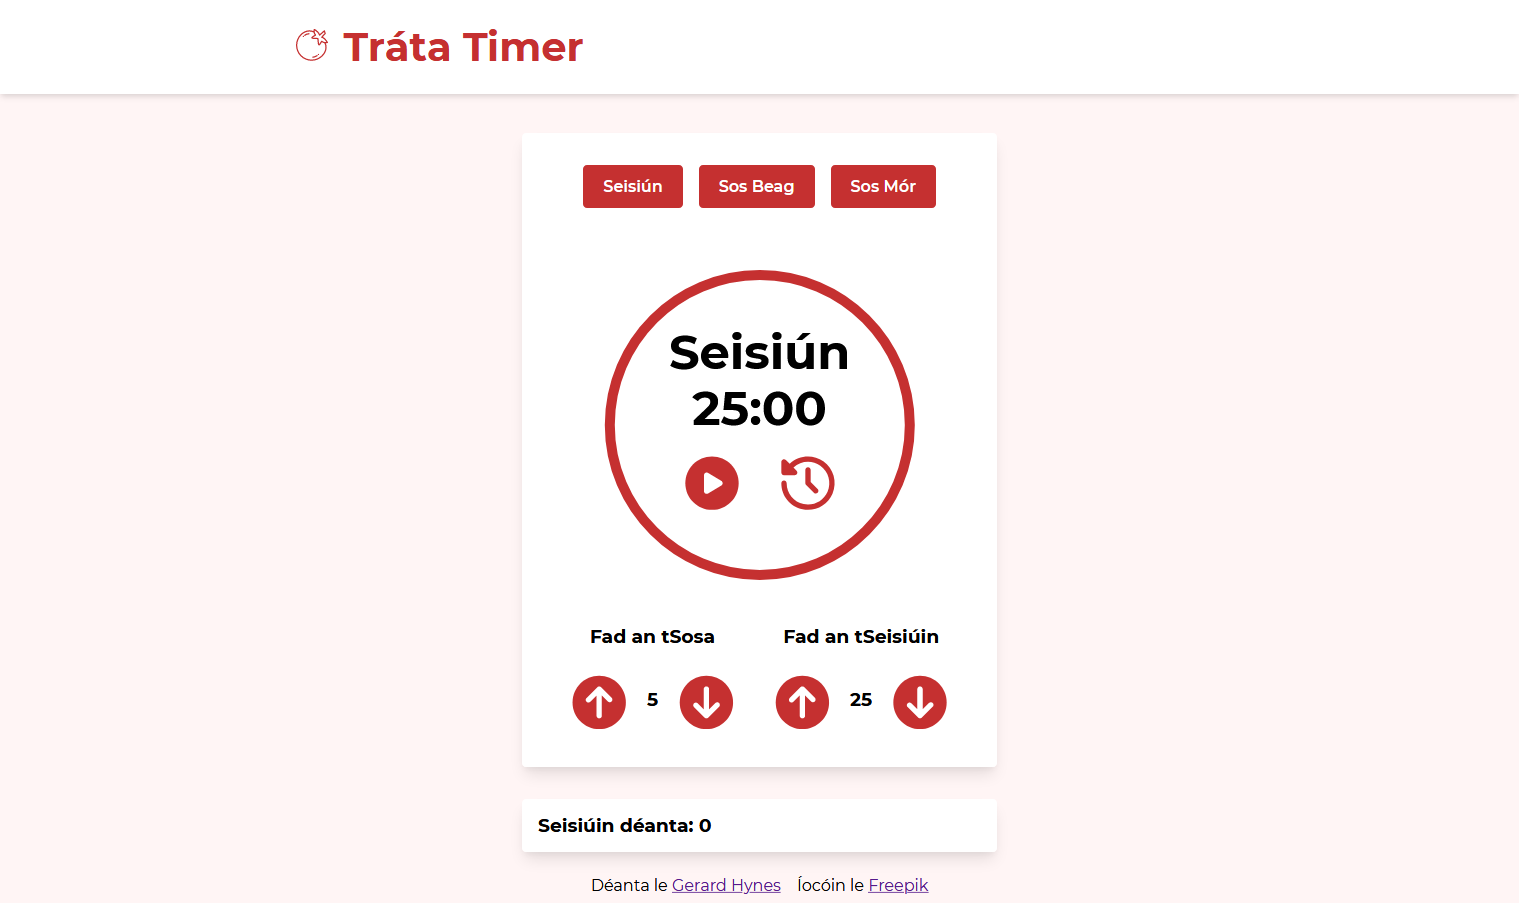 Tráta Timer
Seisiún Sos Beag Sos Mór
Seisiún
25:00
Fad an tSosa Fad an tSeisiúin
5 25
Seisiúin déanta: 0
Déanta le Gerard Hynes Íocóin le Freepik